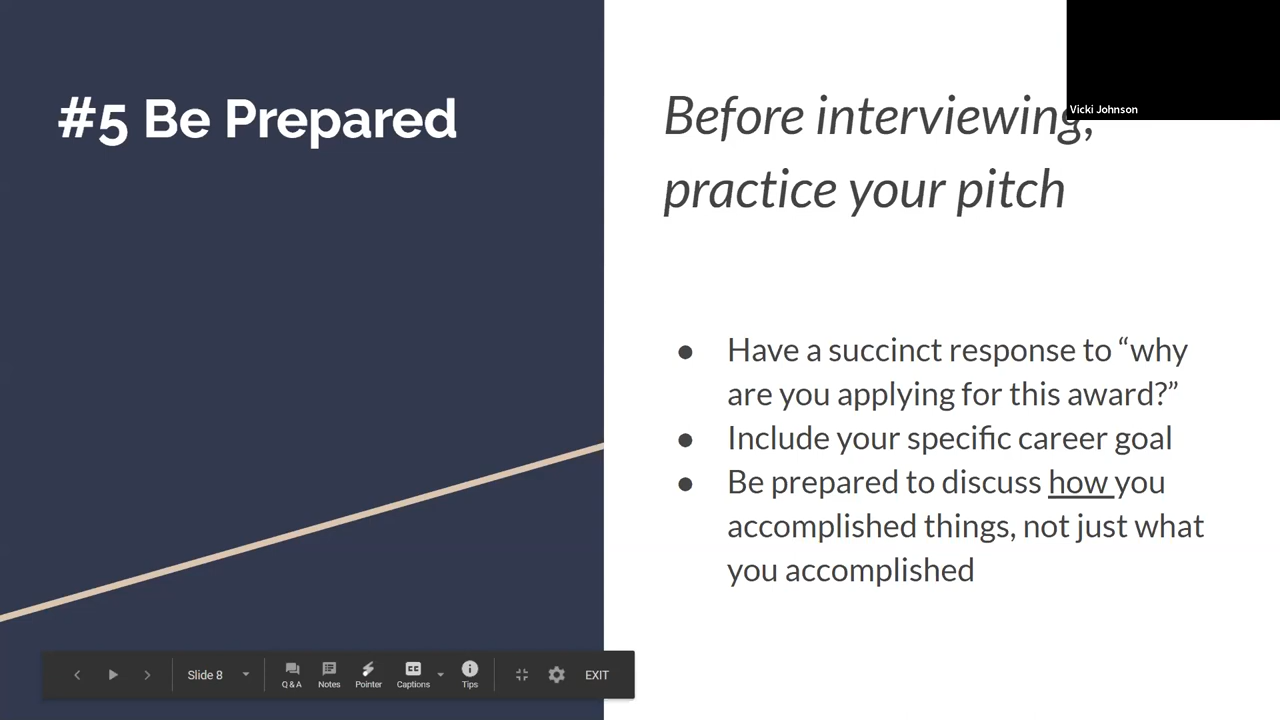 #5 Be Prepared
Before interviewing,
practice your pitch
Vicki Johnson
● Have a succinct response to “why
are you applying for this award?”
● Include your specific career goal
● Be prepared to discuss how you
accomplished things, not just what
you accomplished
Slide 8
Q & A
Notes
Pointer
CC
Captions
Tips
EXIT